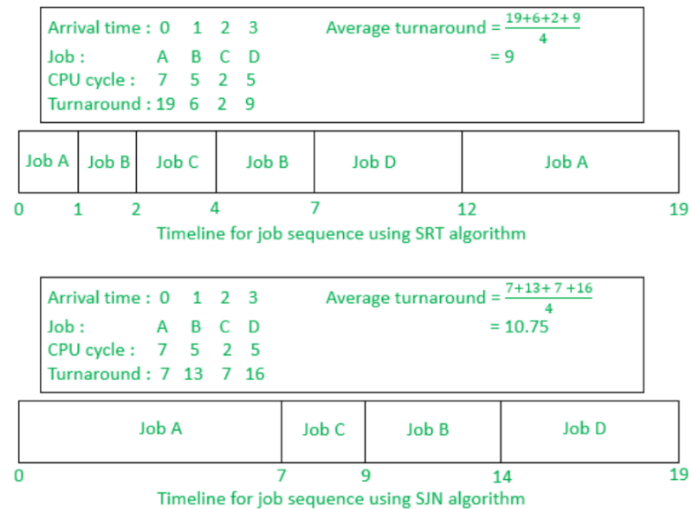 Arrival time : 0 1 2 3 Average turnaround = 19+6+2+ 9
4
Job : A B C D = 9
CPU cycle : 7 5 2 5
Turnaround : 19 6 2 9
Job A Job B Job C Job B Job D Job A
0 1 2 4 7 12 19
Timeline for job sequence using SRT algorithm
Arrival time : 0 1 2 3 Average turnaround = 7+13+ 7 +16
4
Job : A B C D = 10.75
CPU cycle : 7 5 2 5
Turnaround : 7 13 7 16
Job A Job C Job B Job D
0 7 9 14 19
Timeline for job sequence using SJN algorithm